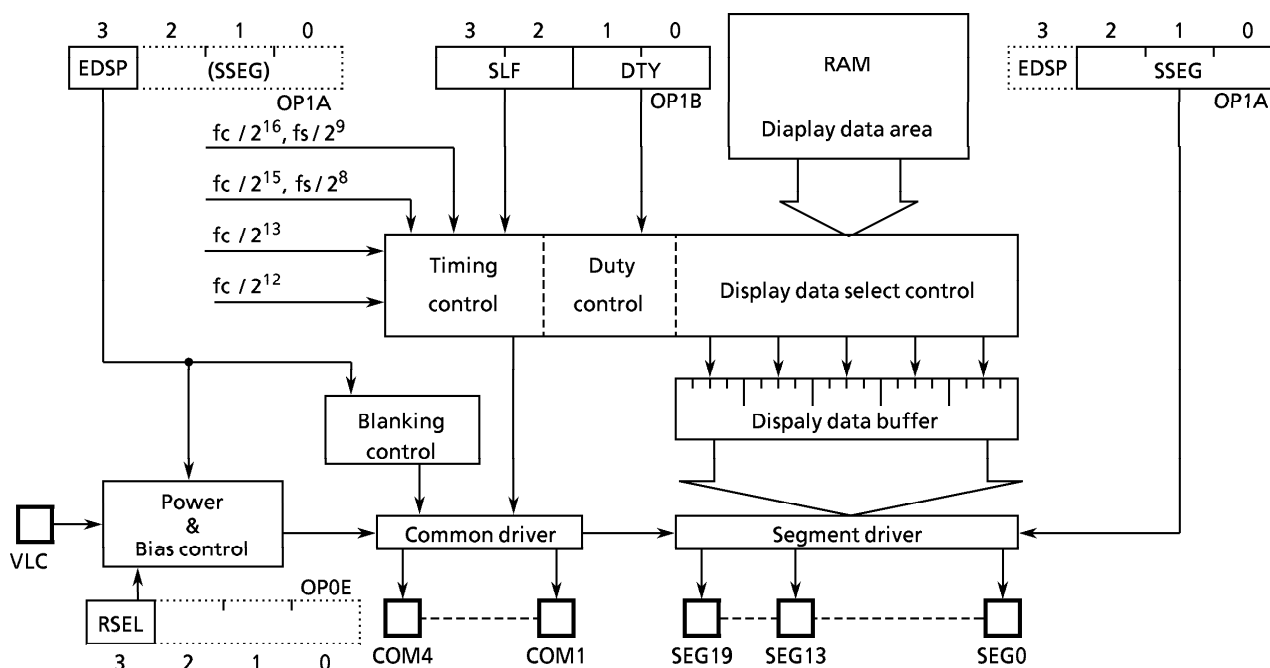 3 2 1 0
3 2 1 0
3 2 1 0
EDSP (SSEG)
SLF DTY
RAM
EDSP SSEG
OP1A
OP1B
OP1A
Diaplay data area
fc / 2^16, fs / 2^9
fc / 2^15, fs / 2^8
fc / 2^13
fc / 2^12
Timing
control
Duty
control
Display data select control
Blanking
control
Dispaly data buffer
Power
&
Bias control
VLC
Common driver
Segment driver
OP0E
RSEL
3 2 1 0
COM4 COM1
SEG19 SEG13 SEG0